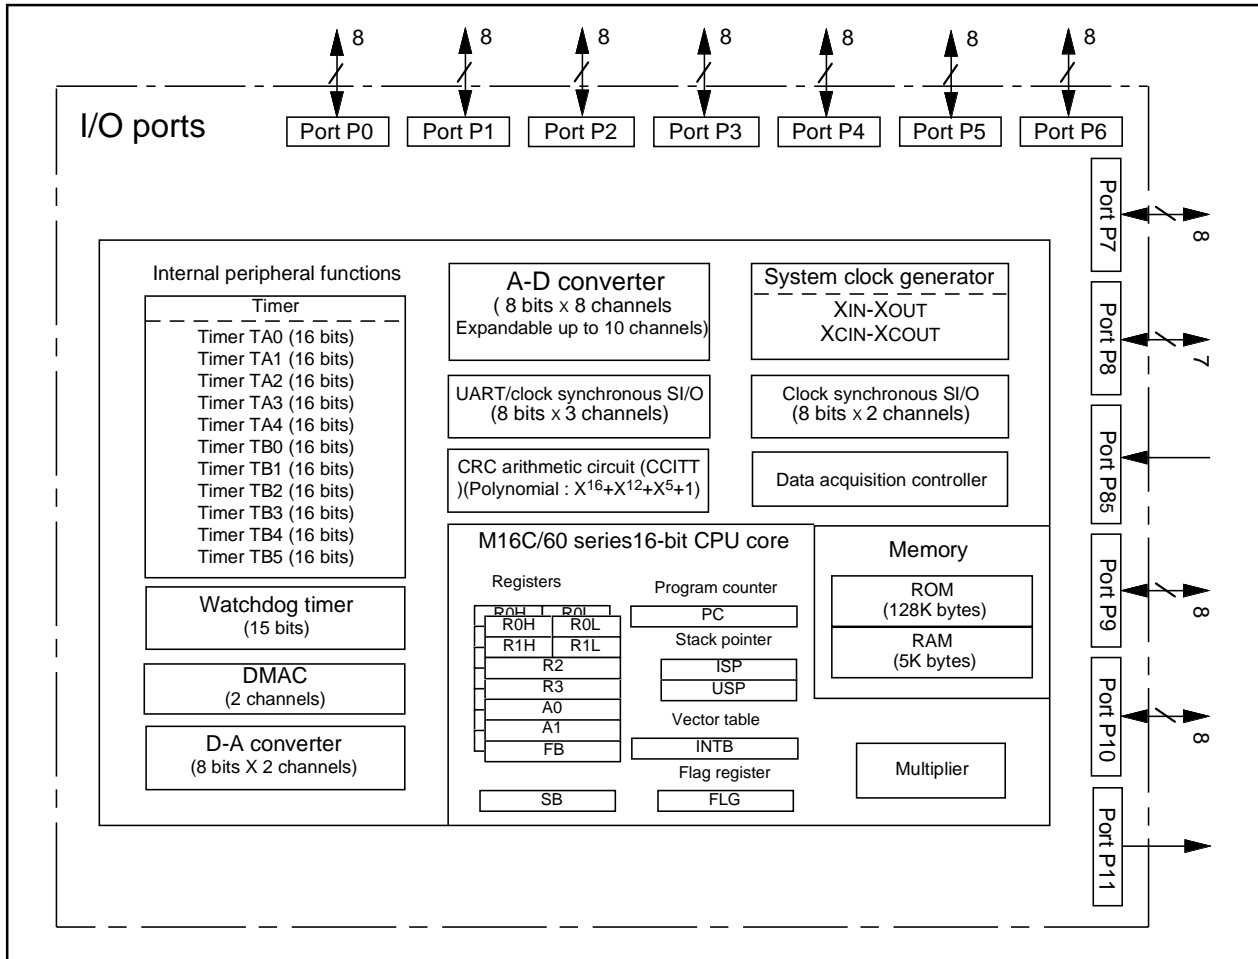 8 8 8 8 8 8 8
I/O ports
Port P0 Port P1 Port P2 Port P3 Port P4 Port P5 Port P6
Port P7
8
Port P8
7
Port P85
Port P9
8
Port P10
8
Port P11
Internal peripheral functions
Timer
Timer TA0 (16 bits)
Timer TA1 (16 bits)
Timer TA2 (16 bits)
Timer TA3 (16 bits)
Timer TA4 (16 bits)
Timer TB0 (16 bits)
Timer TB1 (16 bits)
Timer TB2 (16 bits)
Timer TB3 (16 bits)
Timer TB4 (16 bits)
Timer TB5 (16 bits)
Watchdog timer
(15 bits)
DMAC
(2 channels)
D-A converter
(8 bits X 2 channels)
A-D converter
( 8 bits x 8 channels
Expandable up to 10 channels)
UART/clock synchronous SI/O
(8 bits x 3 channels)
CRC arithmetic circuit (CCITT
)(Polynomial : X16+X12+X5+1)
System clock generator
XIN-XOUT
XCIN-XCOUT
Clock synchronous SI/O
(8 bits x 2 channels)
Data acquisition controller
M16C/60 series16-bit CPU core
Registers
R0H R0L
R0H R0L
R1H R1L
R2
R3
A0
A1
FB
SB
Program counter
PC
Stack pointer
ISP
USP
Vector table
INTB
Flag register
FLG
Memory
ROM
(128K bytes)
RAM
(5K bytes)
Multiplier